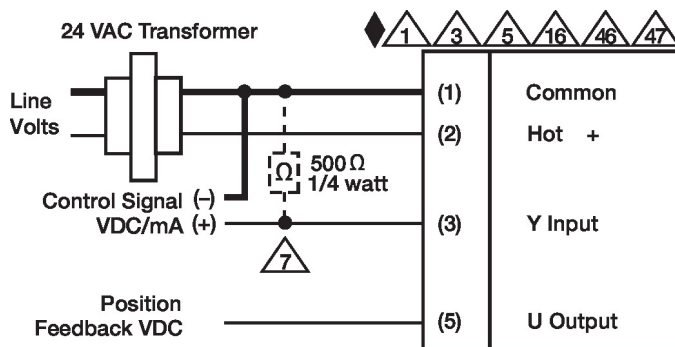 24 VAC Transformer
1 3 5 16 46 47
Line
Volts
(1) Common
(2) Hot +
Ω 500 Ω
1/4 watt
Control Signal (–)
VDC/mA (+)
(3) Y Input
7
Position
Feedback VDC
(5) U Output